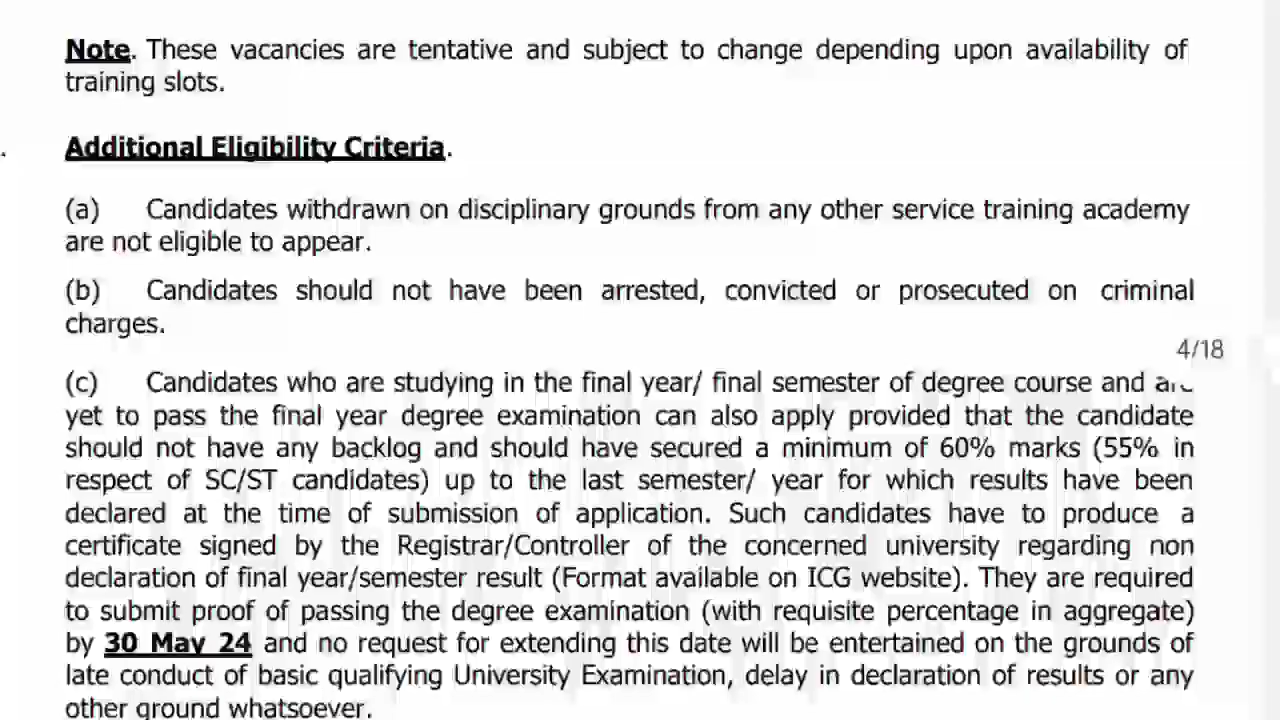 Note. These vacancies are tentative and subject to change depending upon availability of
training slots.
Additional Eligibility Criteria.
(a) Candidates withdrawn on disciplinary grounds from any other service training academy
are not eligible to appear.
(b) Candidates should not have been arrested, convicted or prosecuted on criminal
charges.
4/18
(c) Candidates who are studying in the final year/ final semester of degree course and are
yet to pass the final year degree examination can also apply provided that the candidate
should not have any backlog and should have secured a minimum of 60% marks (55% in
respect of SC/ST candidates) up to the last semester/ year for which results have been
declared at the time of submission of application. Such candidates have to produce a
certificate signed by the Registrar/Controller of the concerned university regarding non
declaration of final year/semester result (Format available on ICG website). They are required
to submit proof of passing the degree examination (with requisite percentage in aggregate)
by 30 May 24 and no request for extending this date will be entertained on the grounds of
late conduct of basic qualifying University Examination, delay in declaration of results or any
other ground whatsoever.